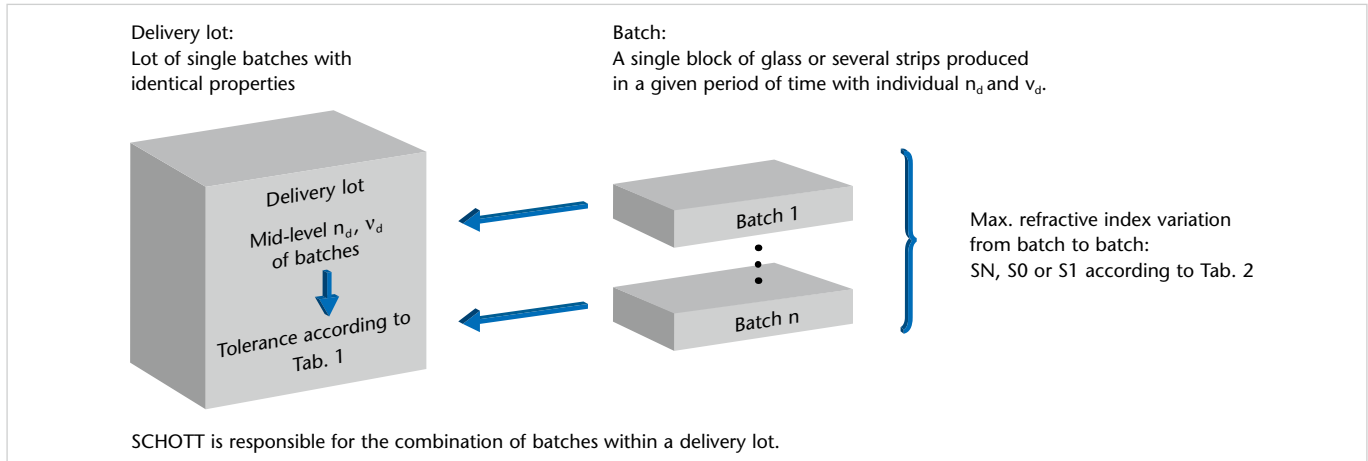 Delivery lot:
Lot of single batches with
identical properties
Batch:
A single block of glass or several strips produced
in a given period of time with individual nd and νd.
Delivery lot
Mid-level nd, νd
of batches
Tolerance according to
Tab. 1
Batch 1
Batch n
Max. refractive index variation
from batch to batch:
SN, S0 or S1 according to Tab. 2
SCHOTT is responsible for the combination of batches within a delivery lot.